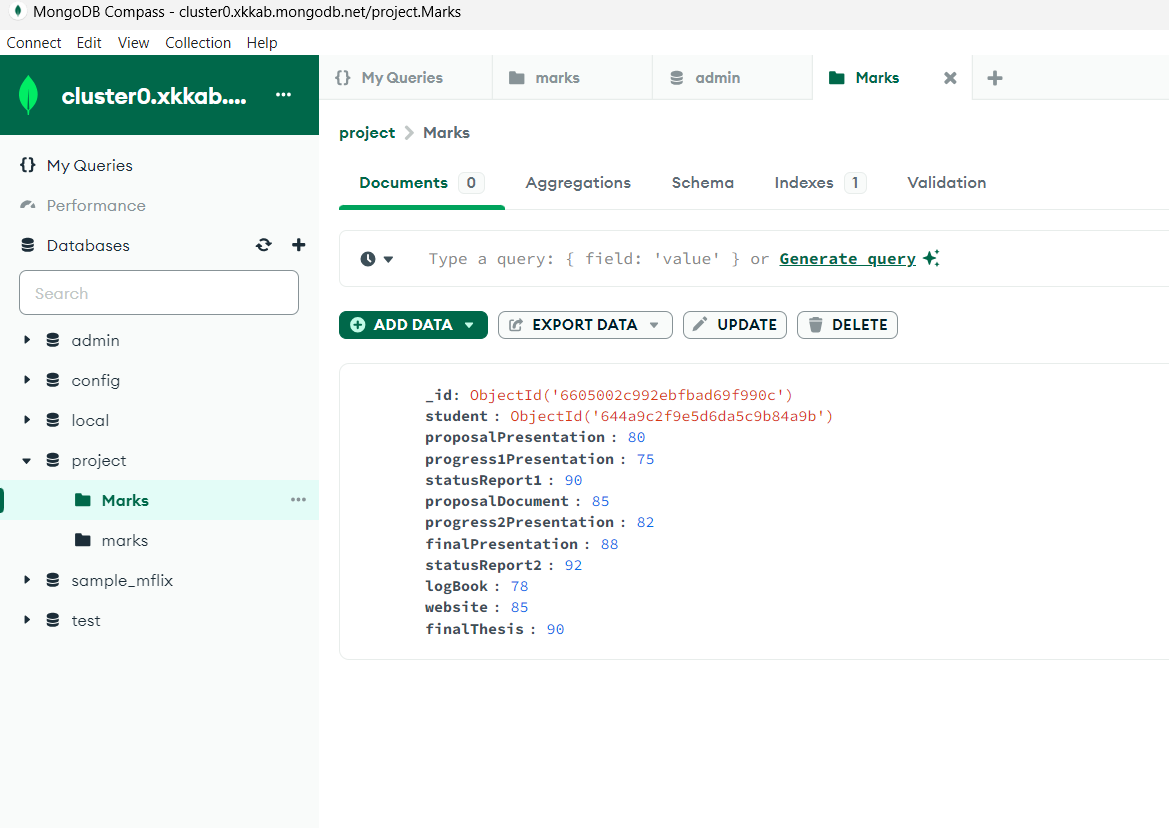 MongoDB Compass - cluster0.xkkab.mongodb.net/project.Marks
Connect Edit View Collection Help
cluster0.xkkab.... ...
{} My Queries
Performance
Databases
Search
admin
config
local
project
Marks ...
marks
sample_mflix
test
{} My Queries marks admin Marks
project > Marks
Documents 0 Aggregations Schema Indexes 1 Validation
Type a query: { field: 'value' } or Generate query
ADD DATA EXPORT DATA UPDATE DELETE
_id: ObjectId('6605002c992ebfbad69f990c')
student : ObjectId('644a9c2f9e5d6da5c9b84a9b')
proposalPresentation : 80
progress1Presentation : 75
statusReport1 : 90
proposalDocument : 85
progress2Presentation : 82
finalPresentation : 88
statusReport2 : 92
logBook : 78
website : 85
finalThesis : 90